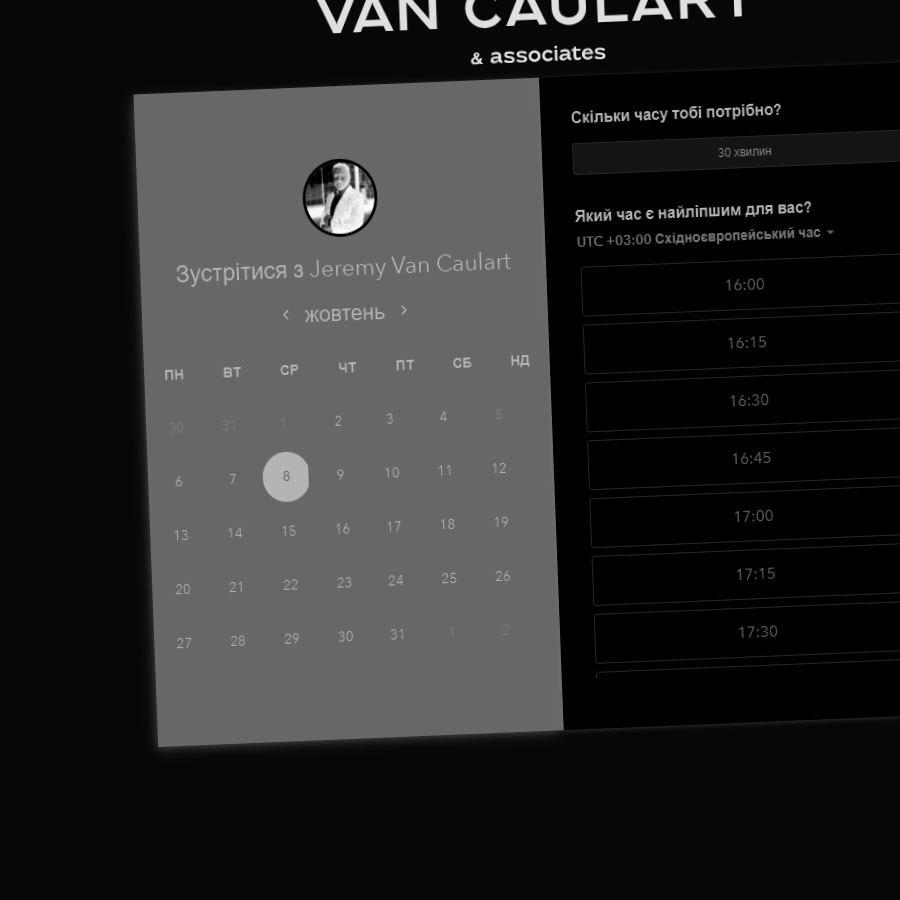 VAN CAULART
& associates
Зустрітися з Jeremy Van Caulart
жовтень
ПН ВТ СР ЧТ ПТ СБ НД
30 31 1 2 3 4 5
6 7 8 9 10 11 12
13 14 15 16 17 18 19
20 21 22 23 24 25 26
27 28 29 30 31 1 2
Скільки часу тобі потрібно?
30 хвилин
Який час є найліпшим для вас?
UTC +03:00 Східноєвропейський час
16:00
16:15
16:30
16:45
17:00
17:15
17:30